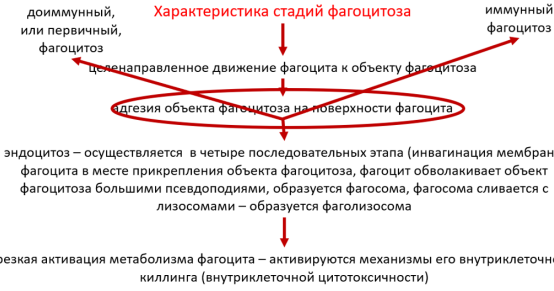 доиммунный,
или первичный,
фагоцитоз
Характеристика стадий фагоцитоза
иммунный
фагоцитоз
целенаправленное движение фагоцита к объекту фагоцитоза
адгезия объекта фагоцитоза на поверхности фагоцита
эндоцитоз – осуществляется в четыре последовательных этапа (инвагинация мембран
фагоцита в месте прикрепления объекта фагоцитоза, фагоцит обволакивает объект
фагоцитоза большими псевдоподиями, образуется фагосома, фагосома сливается с
лизосомами – образуется фаголизосома
резкая активация метаболизма фагоцита – активируются механизмы его внутриклеточно
киллинга (внутриклеточной цитотоксичности)